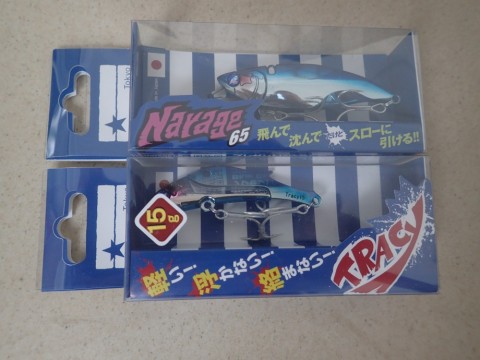 Narage 65
飛んで
沈んで
スローに
引ける!!
15g
軽い!
浮かない!
絡まない!
TRACY